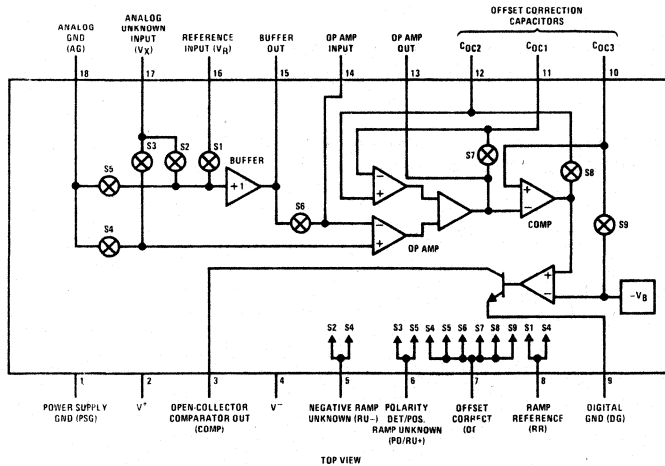 OFFSET CORRECTION
CAPACITORS
ANALOG
GND
(AG)
ANALOG
UNKNOWN
INPUT (VX)
REFERENCE
INPUT (VR)
BUFFER
OUT
OP AMP
INPUT
OP AMP
OUT
COC2
COC1
COC3
18
17
16
15
14
13
12
11
10
S3
S2
S1
BUFFER
S7
S8
S5
+1
S6
−
+
−
+
+
−
COMP
S9
S4
OP AMP
+
−
−VB
S2
S4
S3
S5
S4
S5
S6
S7
S8
S9
S1
S4
1
2
3
4
5
6
7
8
9
POWER SUPPLY
GND (PSG)
V+
OPEN-COLLECTOR
COMPARATOR OUT
(COMP)
V−
NEGATIVE RAMP
UNKNOWN (RU−)
POLARITY
DET/POS.
RAMP UNKNOWN
(PD/RU+)
OFFSET
CORRECT
(OF
RAMP
REFERENCE
(RR)
DIGITAL
GND (DG)
TOP VIEW